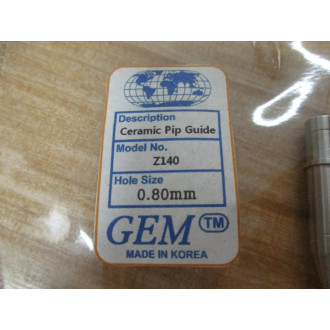 Description
Ceramic Pip Guide
Model No.
Z140
Hole Size
0.80mm
GEM TM
MADE IN KOREA